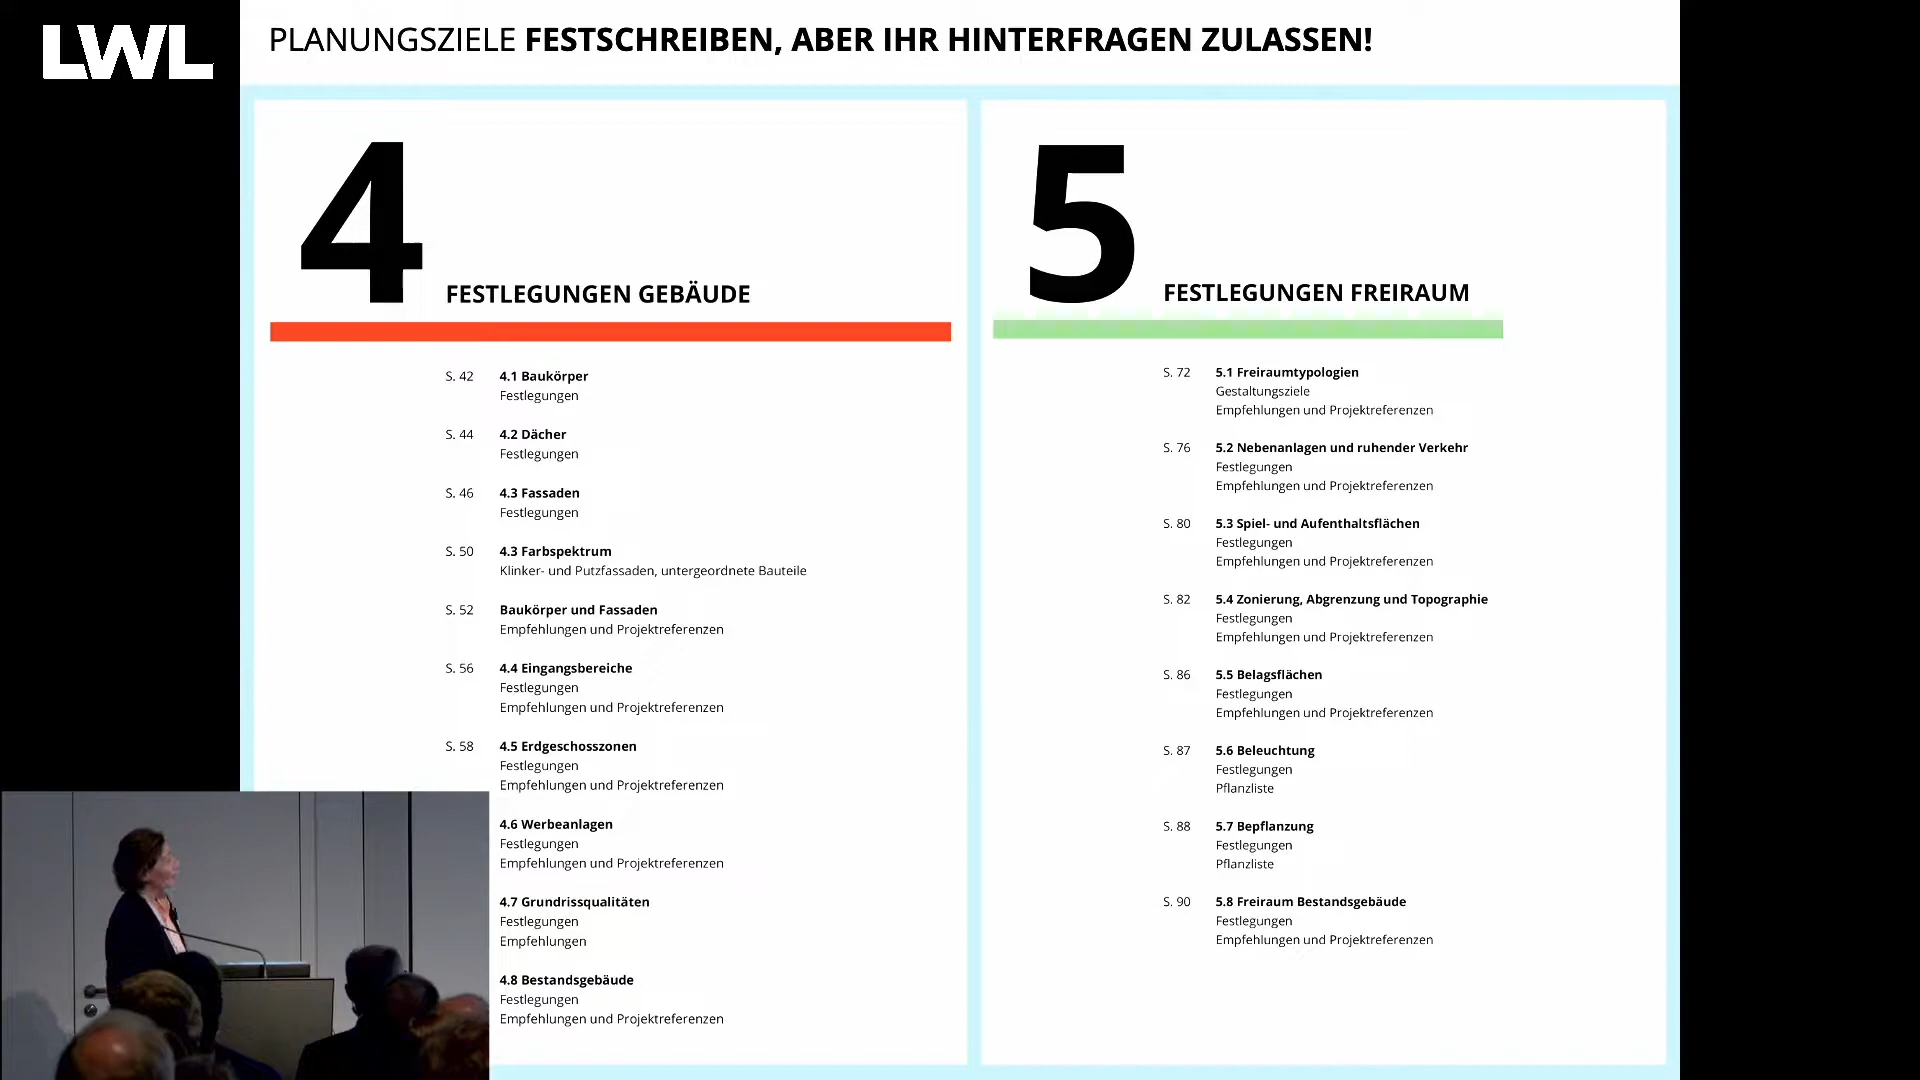 LWL
PLANUNGSZIELE FESTSCHREIBEN, ABER IHR HINTERFRAGEN ZULASSEN!
4
FESTLEGUNGEN GEBÄUDE
S. 42 4.1 Baukörper
Festlegungen
S. 44 4.2 Dächer
Festlegungen
S. 46 4.3 Fassaden
Festlegungen
S. 50 4.3 Farbspektrum
Klinker- und Putzfassaden, untergeordnete Bauteile
S. 52 Baukörper und Fassaden
Empfehlungen und Projektreferenzen
S. 56 4.4 Eingangsbereiche
Festlegungen
Empfehlungen und Projektreferenzen
S. 58 4.5 Erdgeschosszonen
Festlegungen
Empfehlungen und Projektreferenzen
4.6 Werbeanlagen
Festlegungen
Empfehlungen und Projektreferenzen
4.7 Grundrissqualitäten
Festlegungen
Empfehlungen
4.8 Bestandsgebäude
Festlegungen
Empfehlungen und Projektreferenzen
5
FESTLEGUNGEN FREIRAUM
S. 72 5.1 Freiraumtypologien
Gestaltungsziele
Empfehlungen und Projektreferenzen
S. 76 5.2 Nebenanlagen und ruhender Verkehr
Festlegungen
Empfehlungen und Projektreferenzen
S. 80 5.3 Spiel- und Aufenthaltsflächen
Festlegungen
Empfehlungen und Projektreferenzen
S. 82 5.4 Zonierung, Abgrenzung und Topographie
Festlegungen
Empfehlungen und Projektreferenzen
S. 86 5.5 Belagsflächen
Festlegungen
Empfehlungen und Projektreferenzen
S. 87 5.6 Beleuchtung
Festlegungen
Pflanzliste
S. 88 5.7 Bepflanzung
Festlegungen
Pflanzliste
S. 90 5.8 Freiraum Bestandsgebäude
Festlegungen
Empfehlungen und Projektreferenzen